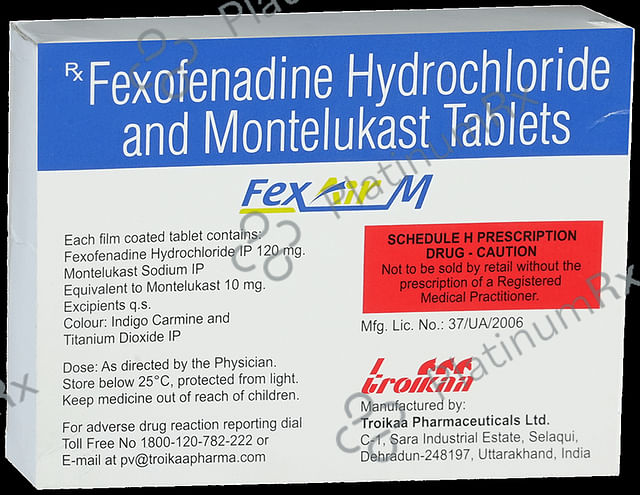 Rx Fexofenadine Hydrochloride
and Montelukast Tablets
FexAir M
Each film coated tablet contains:
Fexofenadine Hydrochloride IP 120 mg.
Montelukast Sodium IP
Equivalent to Montelukast 10 mg.
Excipients q.s.
Colour: Indigo Carmine and
Titanium Dioxide IP
Dose: As directed by the Physician.
Store below 25°C, protected from light.
Keep medicine out of reach of children.
For adverse drug reaction reporting dial
Toll Free No 1800-120-782-222 or
E-mail at pv@troikaapharma.com
SCHEDULE H PRESCRIPTION
DRUG - CAUTION
Not to be sold by retail without the
prescription of a Registered
Medical Practitioner.
Mfg. Lic. No.: 37/UA/2006
troikaa
Manufactured by:
Troikaa Pharmaceuticals Ltd.
C-1, Sara Industrial Estate, Selaqui,
Dehradun-248197, Uttarakhand, India
PlatinumRx
PlatinumRx